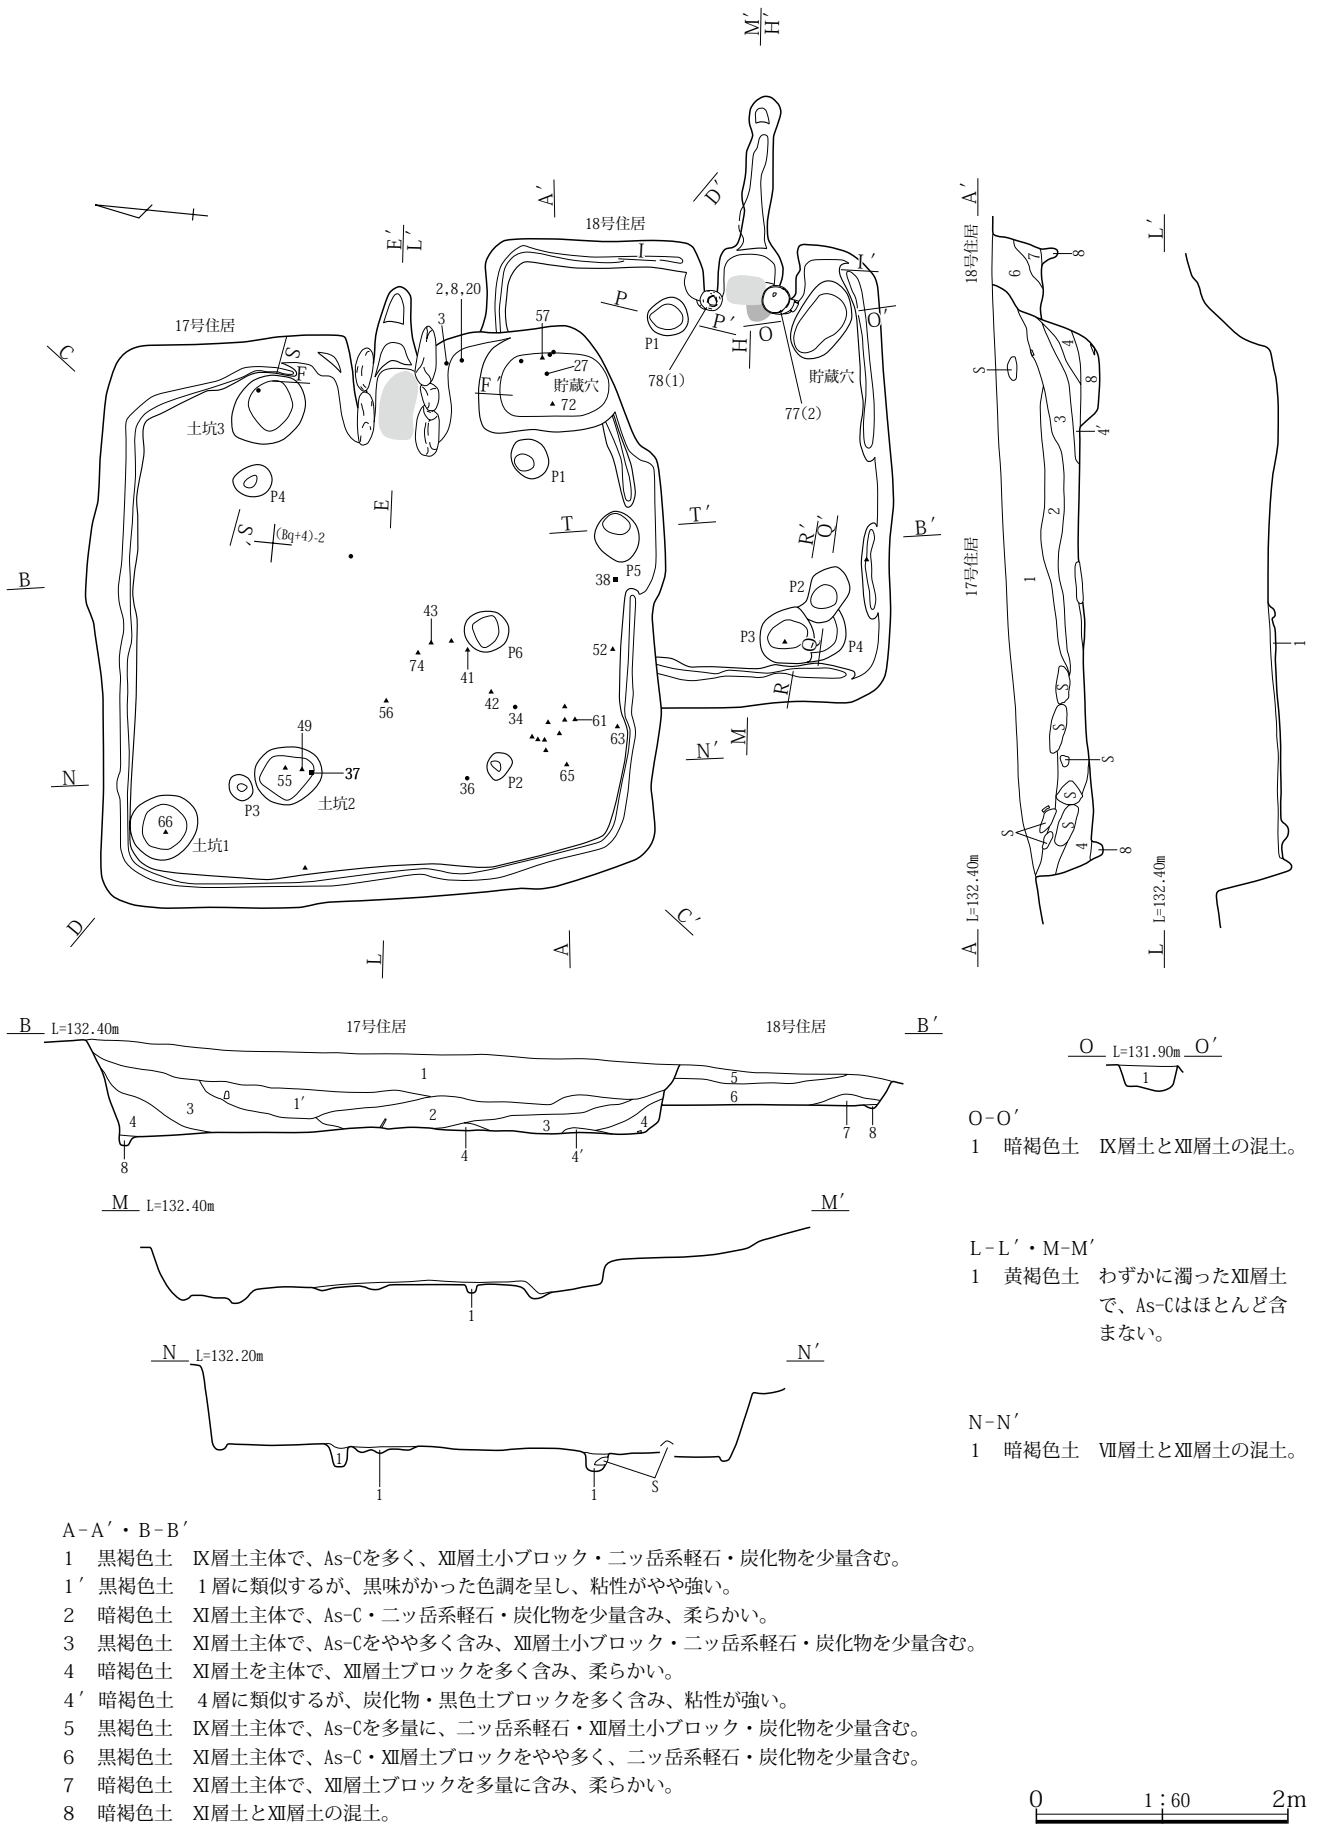 M′
H′
D′
A′
18号住居
E′
L′
I
I′
2,8,20
3
57
P
P′
P1
H
O
O′
17号住居
C
S
F
F′
27
貯蔵穴
72
78(1)
77(2)
貯蔵穴
土坑3
P4
P1
E
S′
(Bq+4)-2
T
T′
R′
Q′
B′
P5
38
B
43
74
41
P6
52
P2
P3
P4
R
56
42
34
61
63
M
N′
49
55
37
土坑2
P3
36
P2
65
N
66
土坑1
D
C′
L
A
A′
18号住居
6
7
8
S
4
8
3
4′
2
1
17号住居
S
S
S
S
S
S
4
8
A L=132.40m
L′
1
L L=132.40m
B L=132.40m
17号住居
18号住居
B′
1
1′
2
3
4
8
4
3
4′
4
5
6
7
8
O L=131.90m O′
1
O-O′
1 暗褐色土 Ⅸ層土とⅫ層土の混土。
M L=132.40m
M′
1
L-L′・M-M′
1 黄褐色土 わずかに濁ったⅫ層土
で、As-Cはほとんど含
まない。
N L=132.20m
N′
1
1
1
S
N-N′
1 暗褐色土 Ⅶ層土とⅫ層土の混土。
A-A′・B-B′
1 黒褐色土 Ⅸ層土主体で、As-Cを多く、Ⅻ層土小ブロック・二ッ岳系軽石・炭化物を少量含む。
1′ 黒褐色土 1層に類似するが、黒味がかった色調を呈し、粘性がやや強い。
2 暗褐色土 Ⅺ層土主体で、As-C・二ッ岳系軽石・炭化物を少量含み、柔らかい。
3 黒褐色土 Ⅺ層土主体で、As-Cをやや多く含み、Ⅻ層土小ブロック・二ッ岳系軽石・炭化物を少量含む。
4 暗褐色土 Ⅺ層土を主体で、Ⅻ層土ブロックを多く含み、柔らかい。
4′ 暗褐色土 4層に類似するが、炭化物・黒色土ブロックを多く含み、粘性が強い。
5 黒褐色土 Ⅸ層土主体で、As-Cを多量に、二ッ岳系軽石・Ⅻ層土小ブロック・炭化物を少量含む。
6 黒褐色土 Ⅺ層土主体で、As-C・Ⅻ層土ブロックをやや多く、二ッ岳系軽石・炭化物を少量含む。
7 暗褐色土 Ⅺ層土主体で、Ⅻ層土ブロックを多量に含み、柔らかい。
8 暗褐色土 Ⅺ層土とⅫ層土の混土。
0 1：60 2m